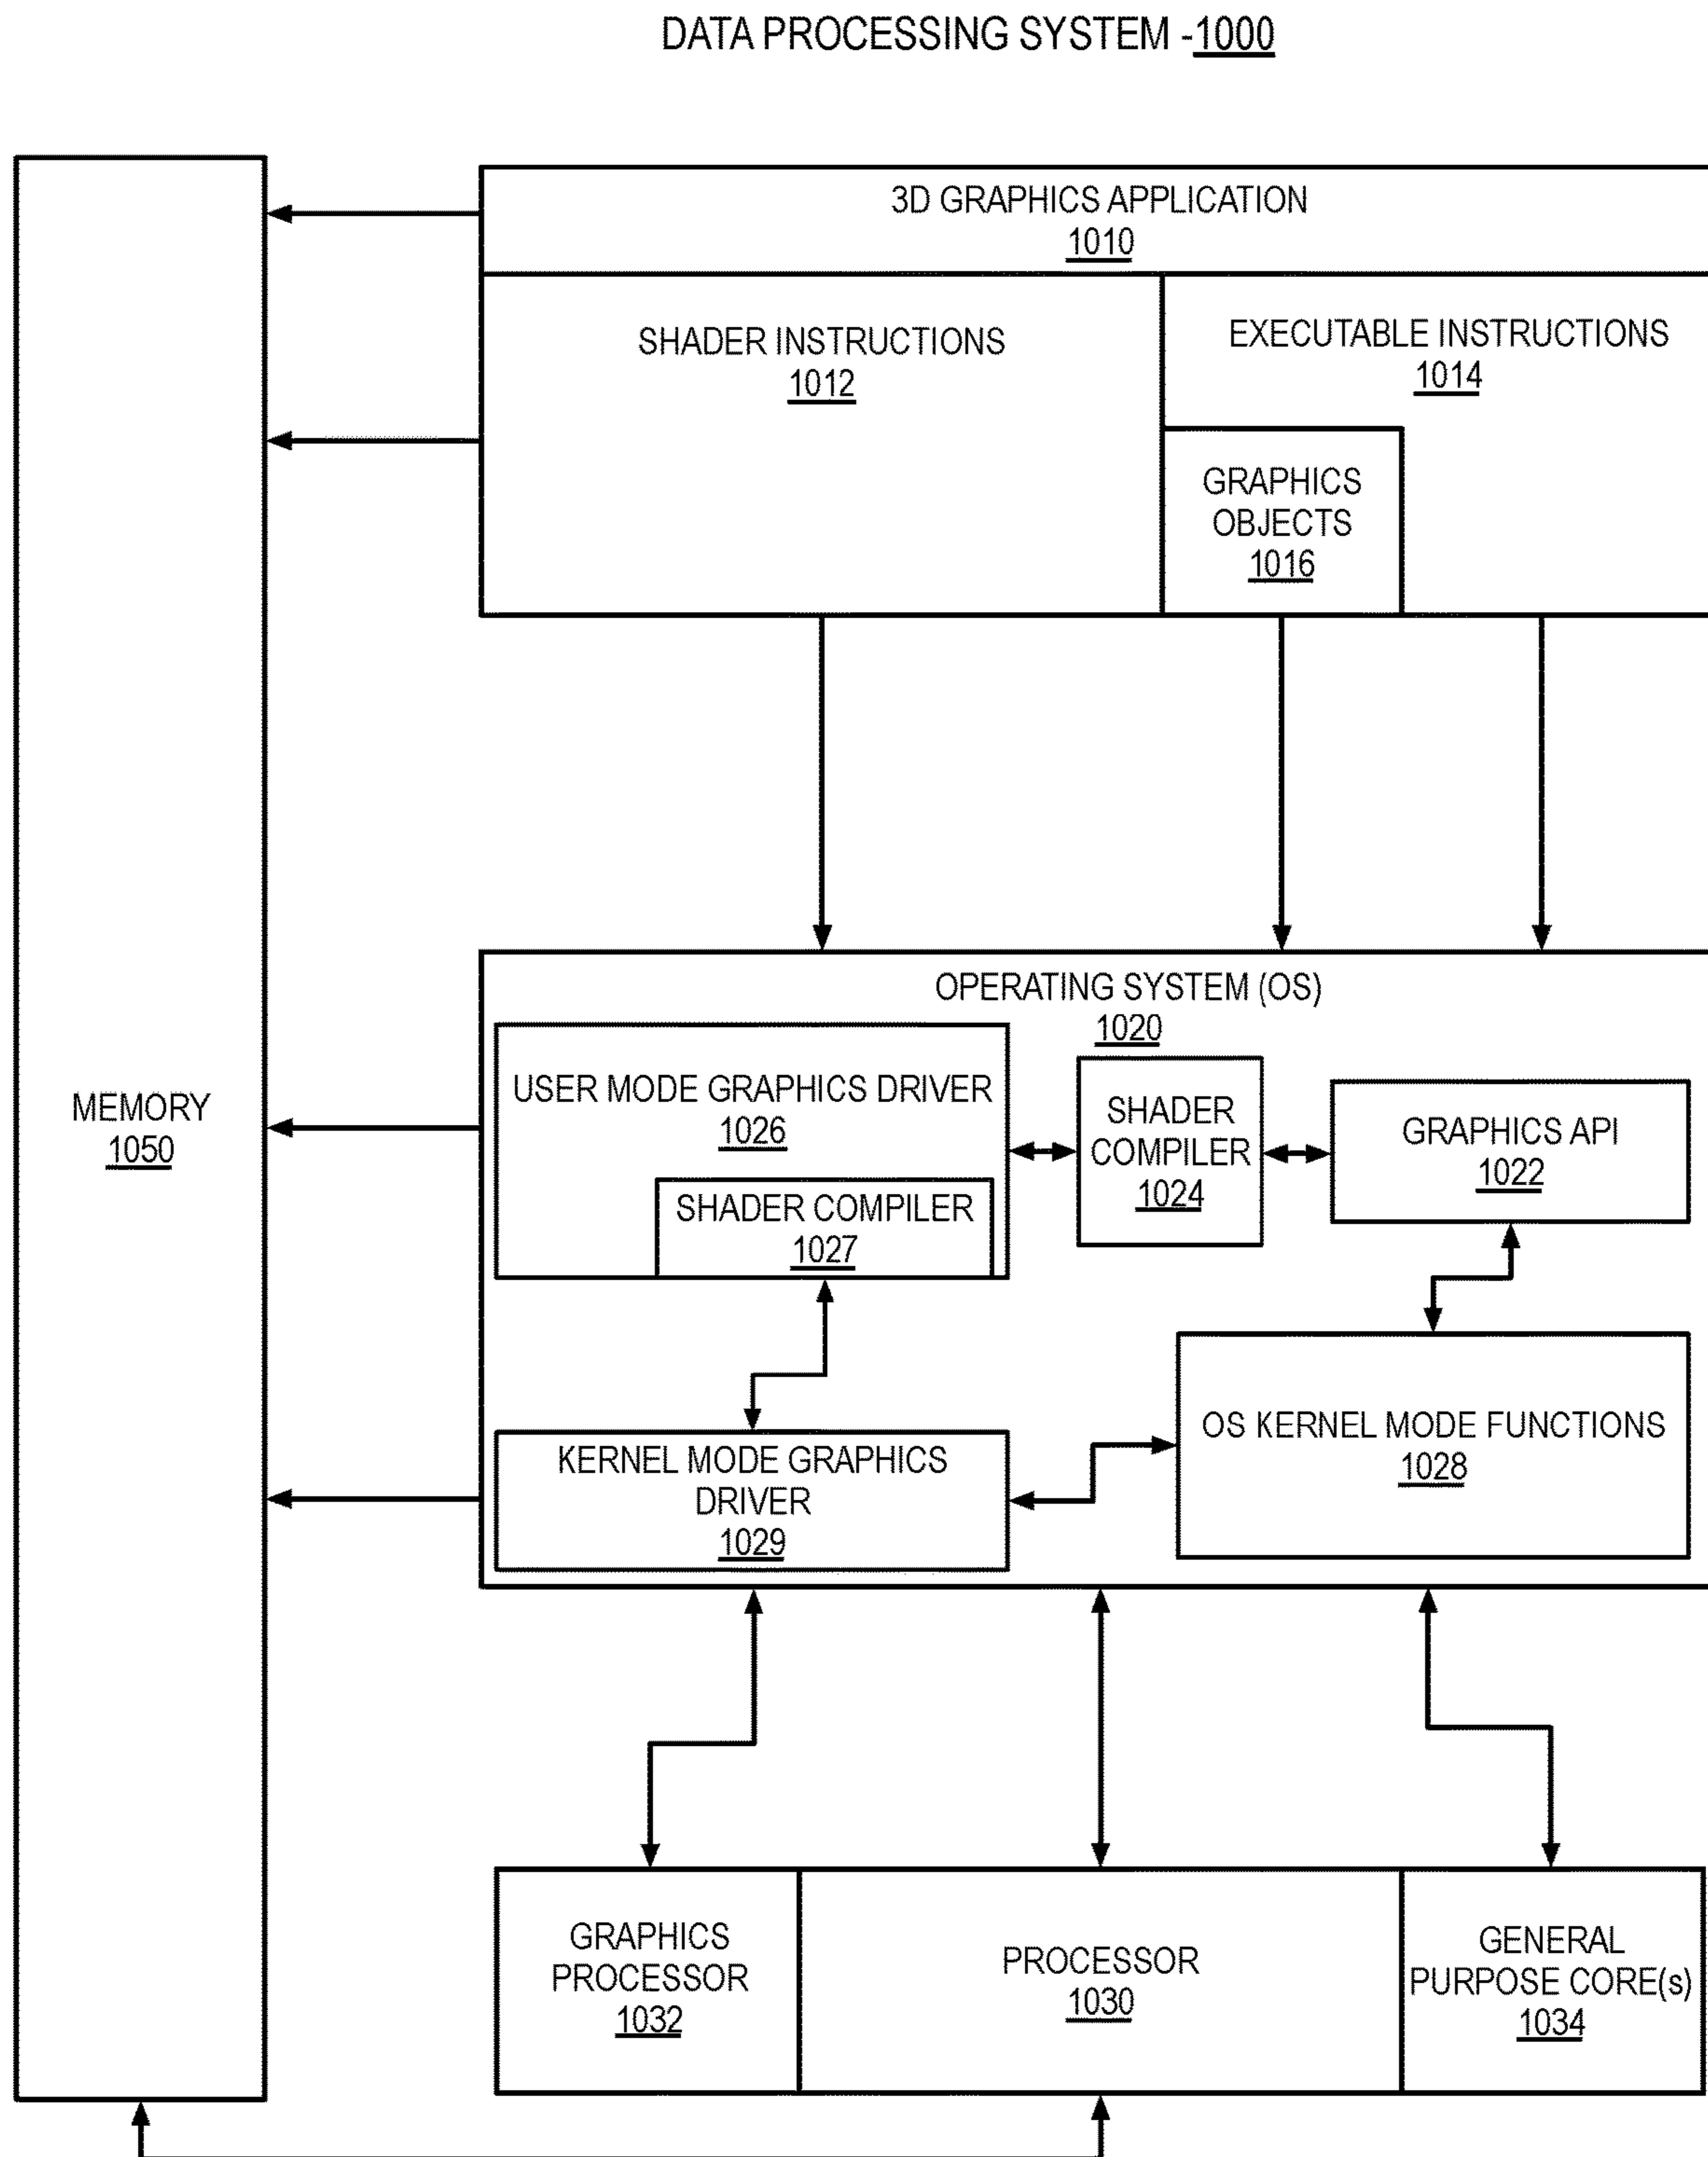 DATA PROCESSING SYSTEM -1000
3D GRAPHICS APPLICATION
1010
SHADER INSTRUCTIONS
1012
EXECUTABLE INSTRUCTIONS
1014
GRAPHICS
OBJECTS
1016
MEMORY
1050
OPERATING SYSTEM (OS)
1020
USER MODE GRAPHICS DRIVER
1026
SHADER COMPILER
1027
SHADER
COMPILER
1024
GRAPHICS API
1022
KERNEL MODE GRAPHICS
DRIVER
1029
OS KERNEL MODE FUNCTIONS
1028
GRAPHICS
PROCESSOR
1032
PROCESSOR
1030
GENERAL
PURPOSE CORE(s)
1034